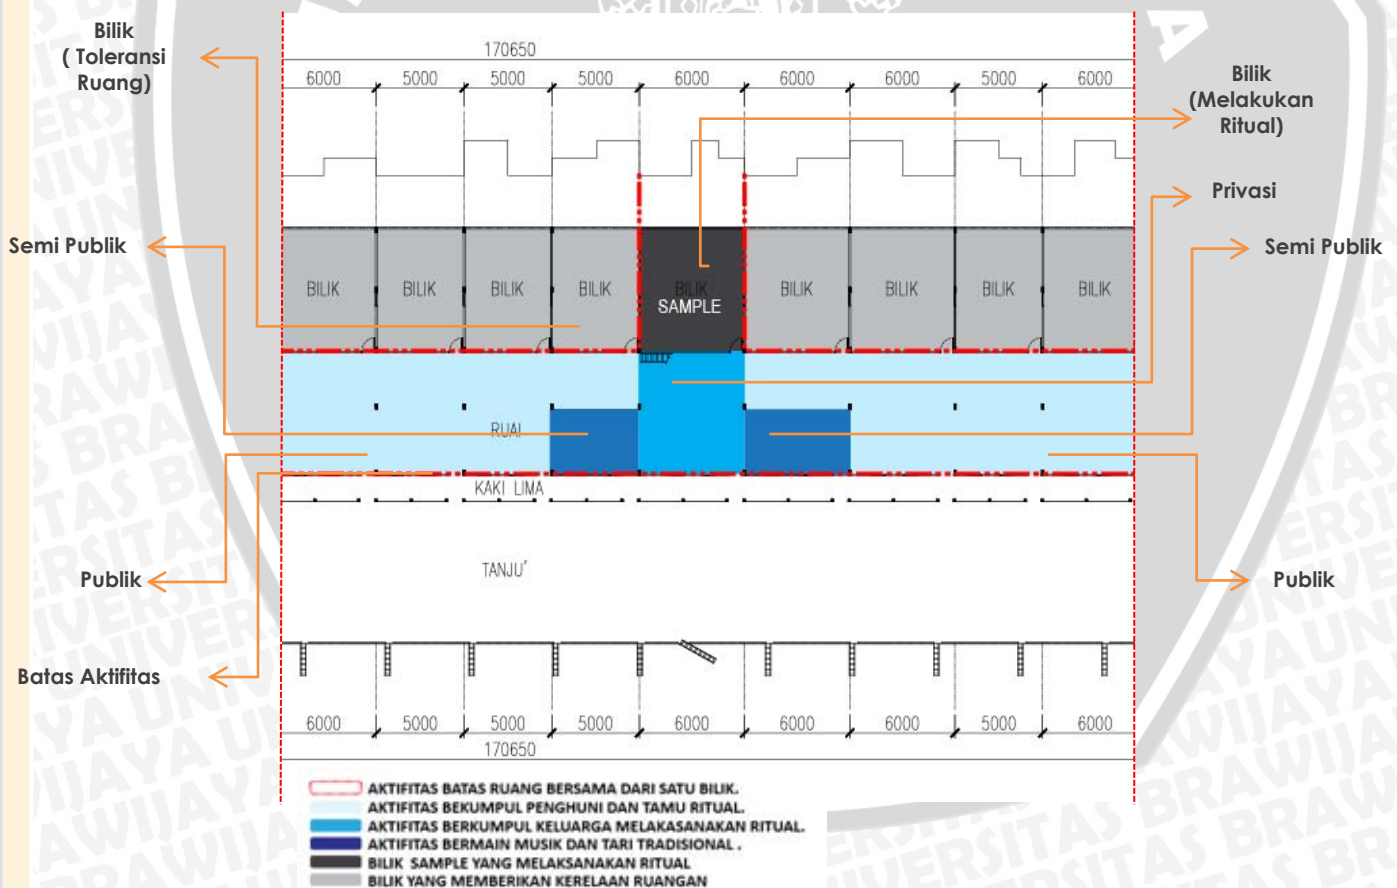 Bilik
( Toleransi
Ruang)
170650
6000 5000 5000 5000 6000 6000 6000 5000 6000
Bilik
(Melakukan
Ritual)
Privasi
Semi Publik
Semi Publik
BILIK BILIK BILIK BILIK BILIK BILIK BILIK BILIK BILIK
SAMPLE
RUAI
KAKI LIMA
TANJU'
Publik
Publik
Batas Aktifitas
6000 5000 5000 5000 6000 6000 6000 5000 6000
170650
AKTIFITAS BATAS RUANG BERSAMA DARI SATU BILIK.
AKTIFITAS BEKUMPUL PENGHUNI DAN TAMU RITUAL.
AKTIFITAS BERKUMPUL KELUARGA MELAKASANAKAN RITUAL.
AKTIFITAS BERMAIN MUSIK DAN TARI TRADISIONAL .
BILIK SAMPLE YANG MELAKSANAKAN RITUAL
BILIK YANG MEMBERIKAN KERELAAN RUANGAN